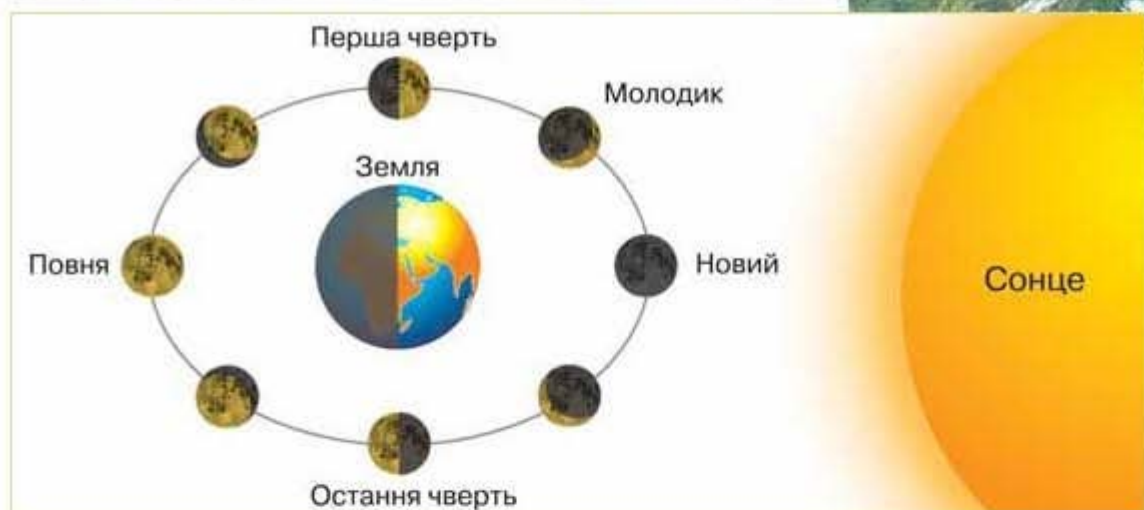 Перша чверть
Молодик
Земля
Повня
Новий
Сонце
Остання чверть